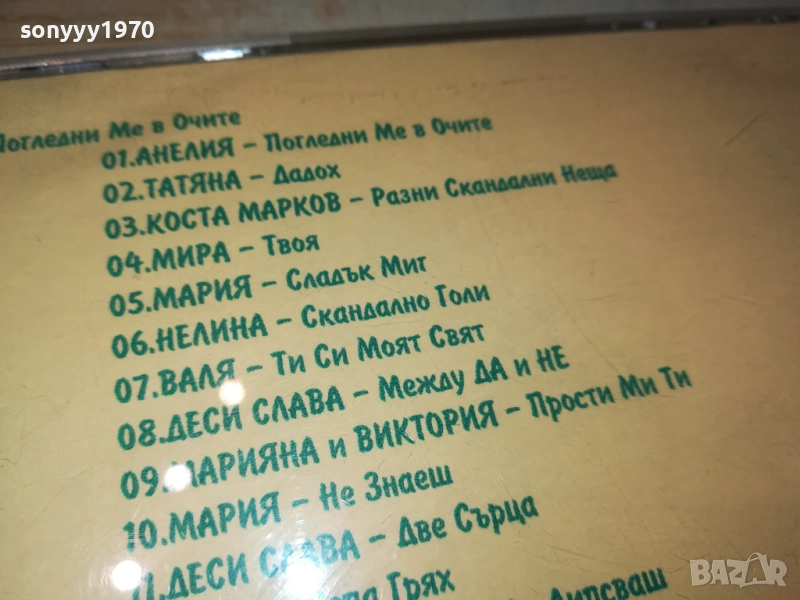 sonyyy1970
Погледни Ме в Очите
01.АНЕЛИЯ – Погледни Ме в Очите
02.ТАТЯНА – Дадох
03.КОСТА МАРКОВ – Разни Скандални Неща
04.МИРА – Твоя
05.МАРИЯ – Сладък Миг
06.НЕЛИНА – Скандално Голи
07.ВАЛЯ – Ти Си Моят Свят
08.ДЕСИ СЛАВА – Между ДА и НЕ
09.МАРИЯНА и ВИКТОРИЯ – Прости Ми Ти
10.МАРИЯ – Не Знаеш
11.ДЕСИ СЛАВА – Две Сърца
Грях
Липсваш
BAZAR